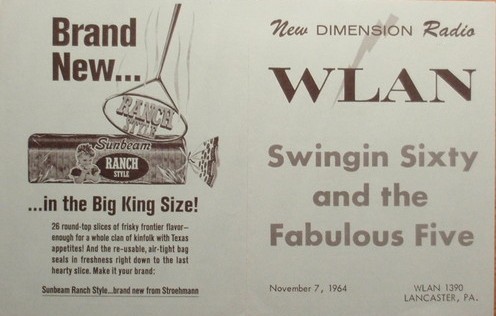 Brand
New...
RANCH
STYLE
Sunbeam
RANCH
STYLE
...in the Big King Size!
26 round-top slices of frisky frontier flavor—
enough for a whole clan of kinfolk with Texas
appetites! And the re-usable, air-tight bag
seals in freshness right down to the last
hearty slice. Make it your brand:
Sunbeam Ranch Style...brand new from Stroehmann
New DIMENSION Radio
WLAN
Swingin Sixty
and the
Fabulous Five
November 7, 1964
WLAN 1390
LANCASTER, PA.